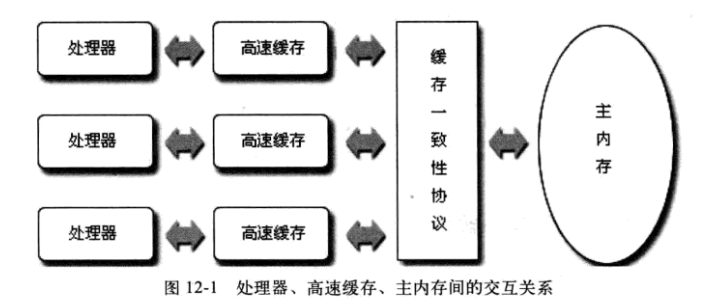 处理器
高速缓存
处理器
高速缓存
处理器
高速缓存
缓存一致性协议
主内存
图 12-1 处理器、高速缓存、主内存间的交互关系